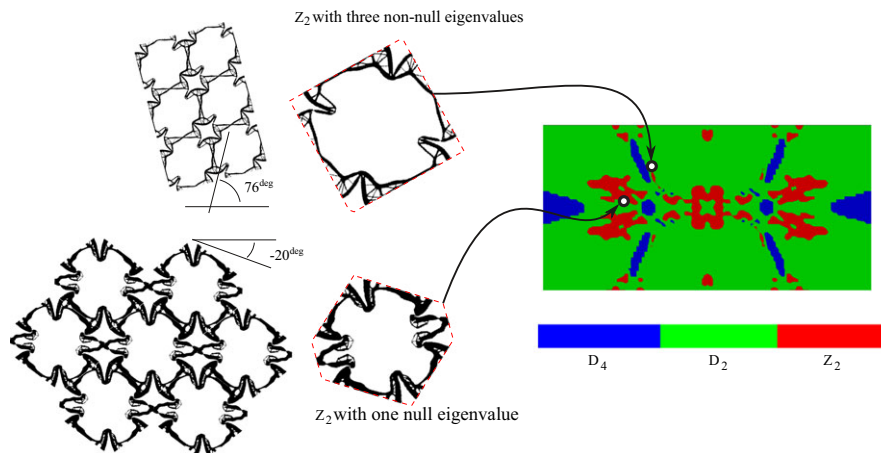 Z2 with three non-null eigenvalues
76deg
-20deg
Z2 with one null eigenvalue
D4 D2 Z2